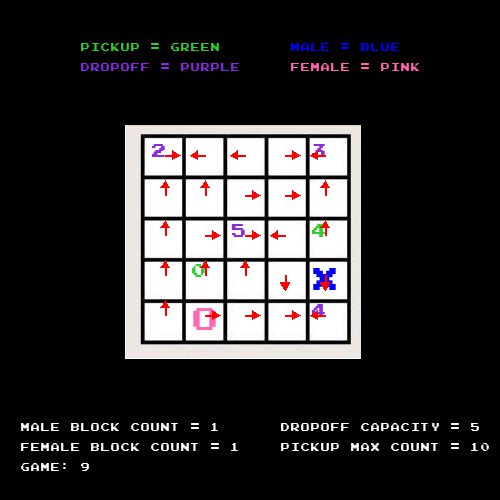 PICKUP = GREEN MALE = BLUE
DROPOFF = PURPLE FEMALE = PINK
2 3
5 4
0 X
0 4
MALE BLOCK COUNT = 1 DROPOFF CAPACITY = 5
FEMALE BLOCK COUNT = 1 PICKUP MAX COUNT = 10
GAME: 9